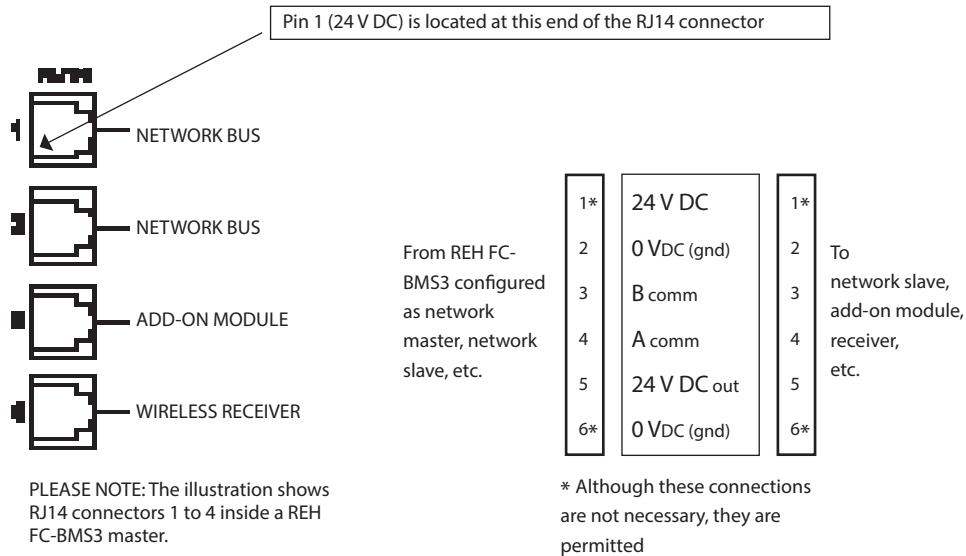 Pin 1 (24 V DC) is located at this end of the RJ14 connector
NETWORK BUS
NETWORK BUS
ADD-ON MODULE
WIRELESS RECEIVER
PLEASE NOTE: The illustration shows
RJ14 connectors 1 to 4 inside a REH
FC-BMS3 master.
From REH FC-
BMS3 configured
as network
master, network
slave, etc.
1* 24 V DC 1*
2 0 VDC (gnd) 2
3 B comm 3
4 A comm 4
5 24 V DC out 5
6* 0 VDC (gnd) 6*
To
network slave,
add-on module,
receiver,
etc.
* Although these connections
are not necessary, they are
permitted